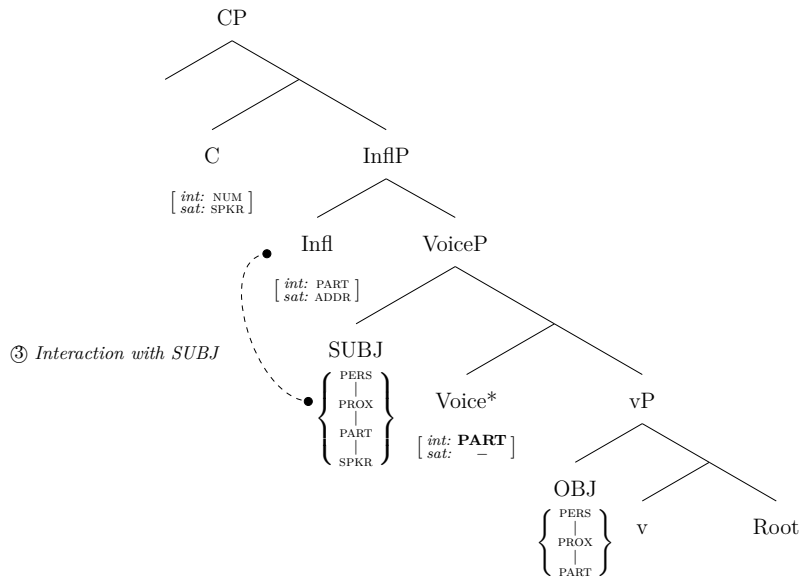 CP
C InflP
[ int: NUM
sat: SPKR ]
Infl VoiceP
[ int: PART
sat: ADDR ]
③ Interaction with SUBJ
SUBJ
PERS
PROX
PART
SPKR
Voice* vP
[ int: PART
sat: – ]
OBJ
PERS
PROX
PART
v Root